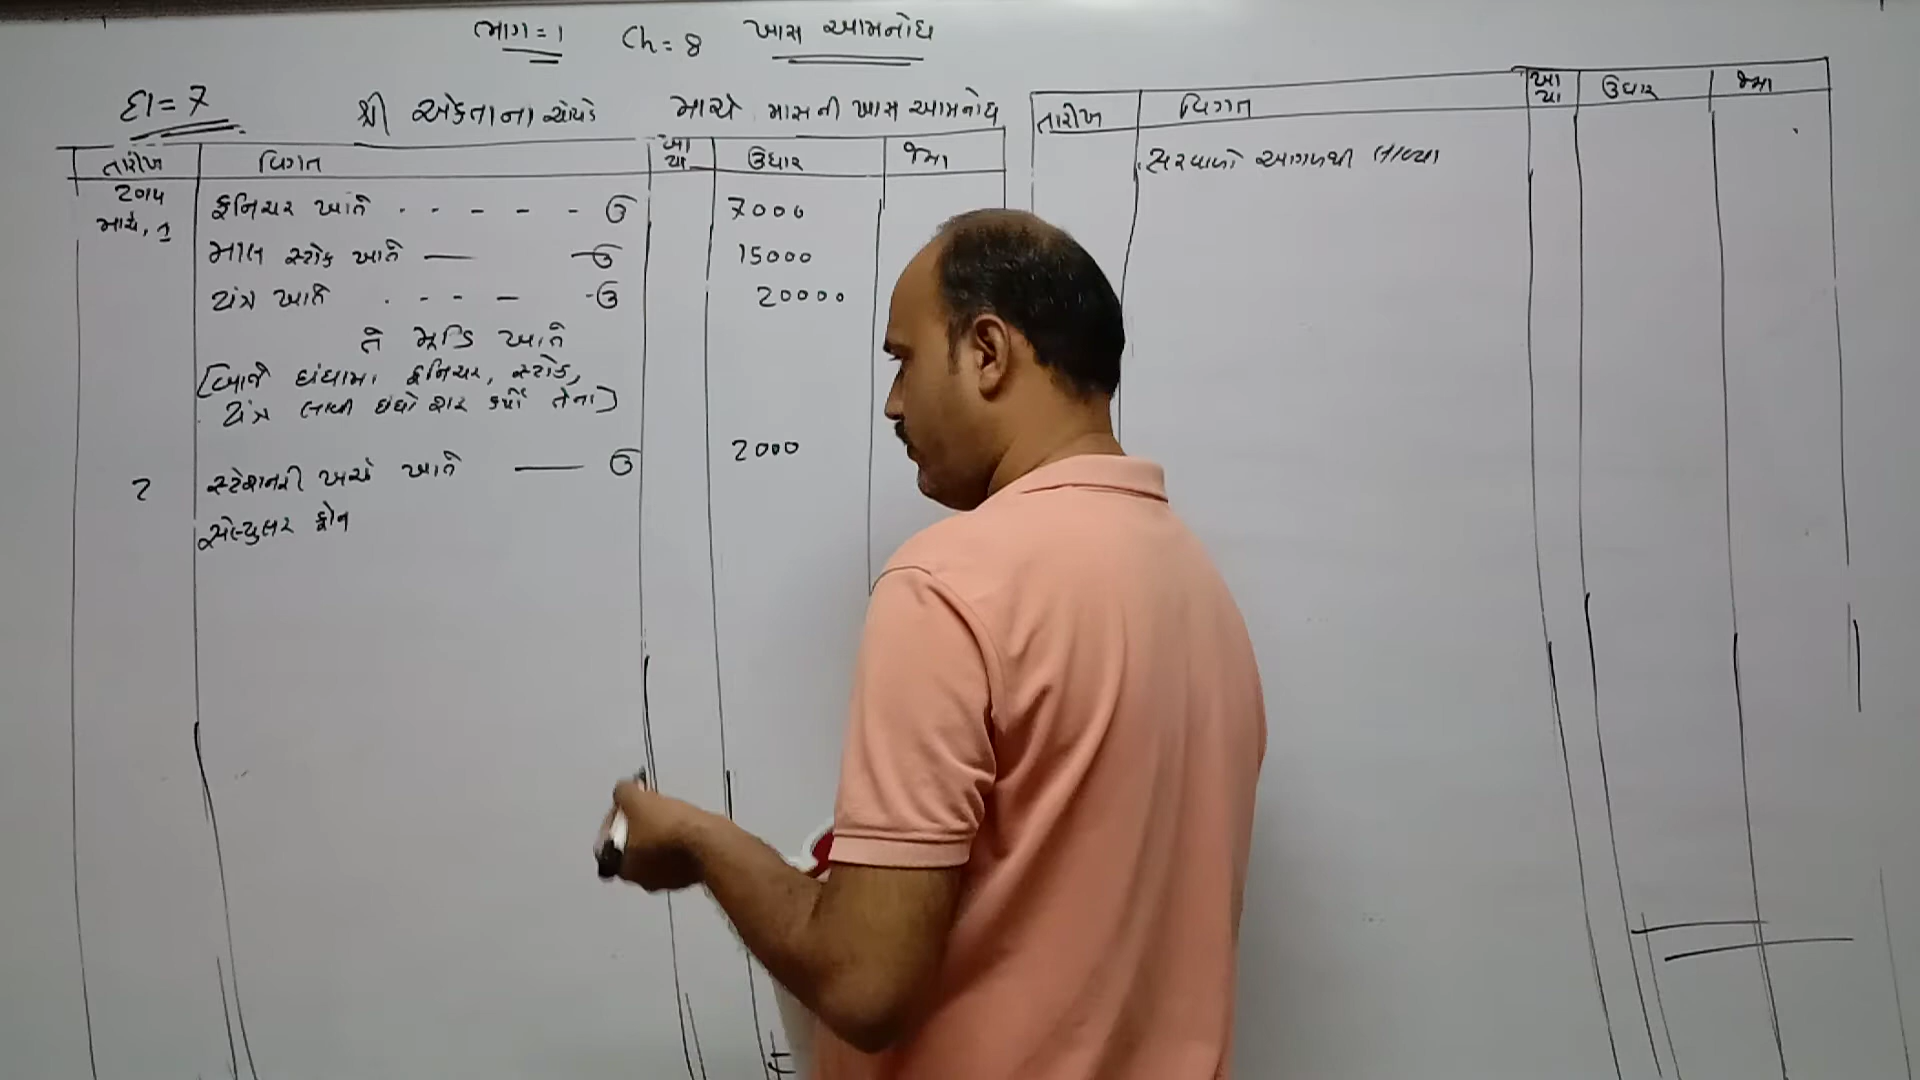 ભાગ = 1 Ch = 8 ખાસ આમનોંધ
દા = 7 શ્રી એકતાના ચોપડે માર્ચ માસની ખાસ આમનોંધ
તારીખ વિગત ખા પા ઉધાર જમા
2014 ફર્નિચર ખાતે ઉ 7000
માર્ચ, 1
માલ સ્ટોક ખાતે ઉ 15000
યંત્ર ખાતે ઉ 20000
તે મૂડિ ખાતે
[બાજે ધંધામાં ફર્નિચર, સ્ટોક,
યંત્ર લાવી ધંધો શરૂ કર્યો તેના]
2 સ્ટેશનરી ખર્ચ ખાતે ઉ 2000
સેલ્યુલર ફોન
તારીખ વિગત ખા પા ઉધાર જમા
સરવાળો આગળથી લાવ્યા